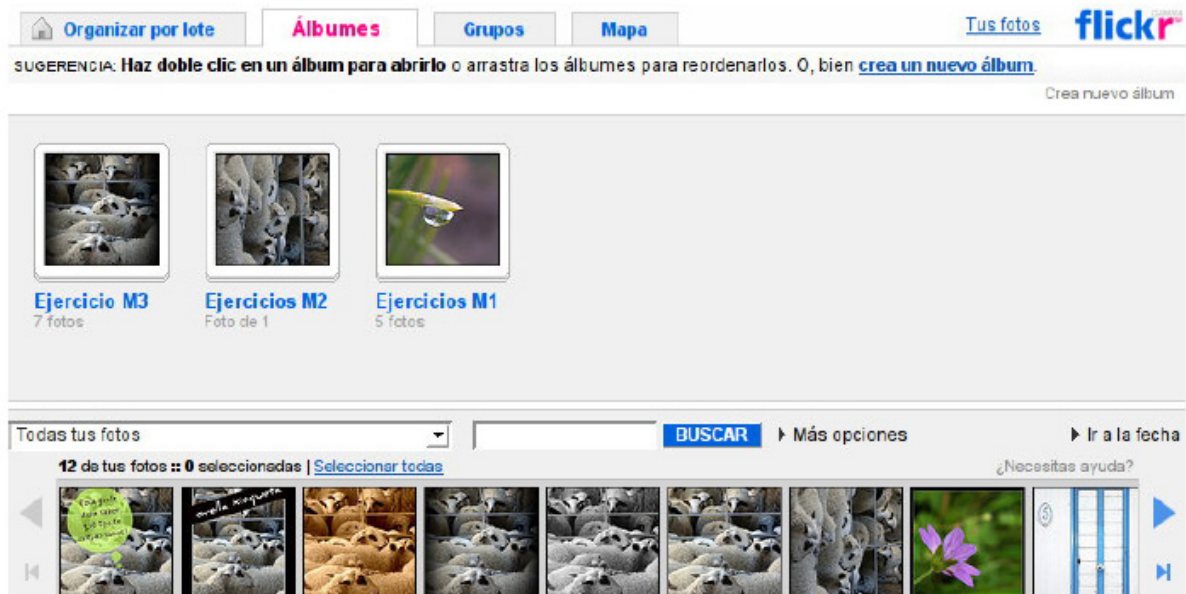 Organizar por lote Álbumes Grupos Mapa Tus fotos flickr
SUGERENCIA: Haz doble clic en un álbum para abrirlo o arrastra los álbumes para reordenarlos. O, bien crea un nuevo álbum.
Crea nuevo álbum
Ejercicio M3 Ejercicios M2 Ejercicios M1
7 fotos Foto de 1 5 fotos
Todas tus fotos BUSCAR Más opciones Ir a la fecha
12 de tus fotos :: 0 seleccionadas | Seleccionar todas ¿Necesitas ayuda?
5